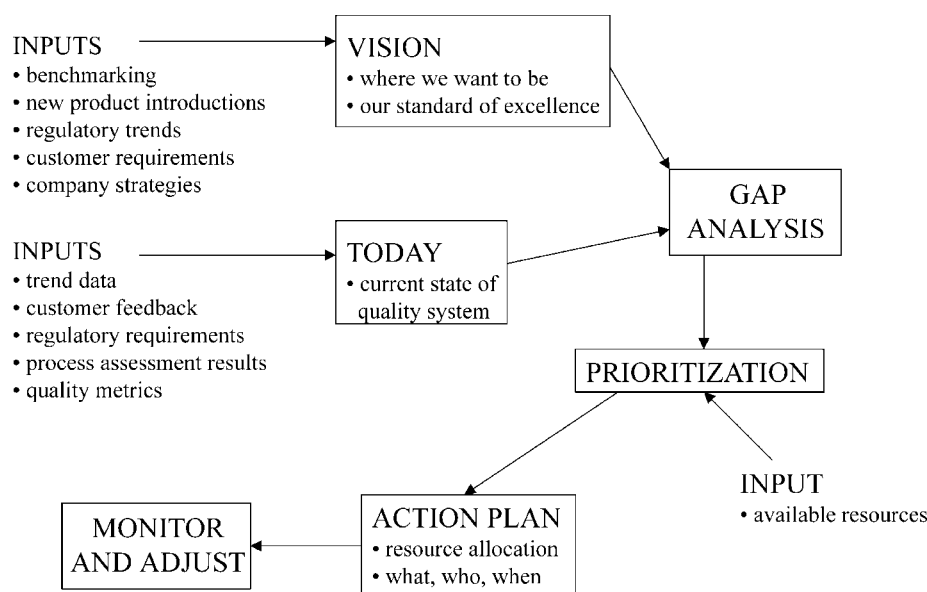 INPUTS
• benchmarking
• new product introductions
• regulatory trends
• customer requirements
• company strategies
VISION
• where we want to be
• our standard of excellence
GAP
ANALYSIS
INPUTS
• trend data
• customer feedback
• regulatory requirements
• process assessment results
• quality metrics
TODAY
• current state of
quality system
PRIORITIZATION
INPUT
• available resources
ACTION PLAN
• resource allocation
• what, who, when
MONITOR
AND ADJUST